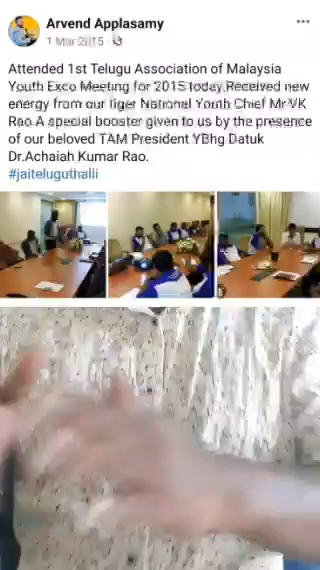 Arvend Applasamy
1 Mar 2015
Attended 1st Telugu Association of Malaysia
Youth Exco Meeting for 2015 today,Received new
energy from our tiger National Youth Chief Mr VK
Rao.A special booster given to us by the presence
of our beloved TAM President YBhg Datuk
Dr.Achaiah Kumar Rao.
#jaiteluguthalli